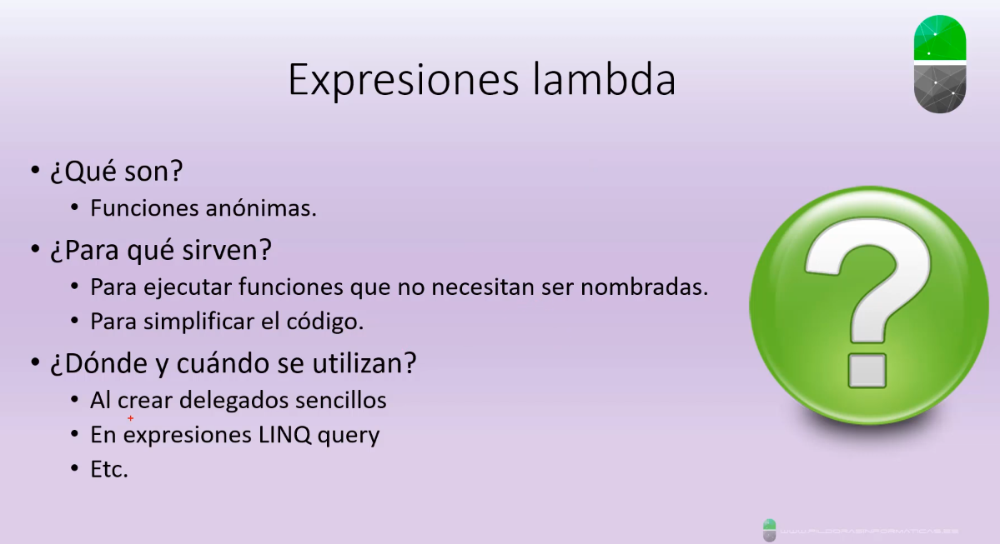 Expresiones lambda
• ¿Qué son?
• Funciones anónimas.
• ¿Para qué sirven?
• Para ejecutar funciones que no necesitan ser nombradas.
• Para simplificar el código.
• ¿Dónde y cuándo se utilizan?
• Al crear delegados sencillos
• En expresiones LINQ query
• Etc.
?
WWW.PILDORASINFORMATICAS.ES